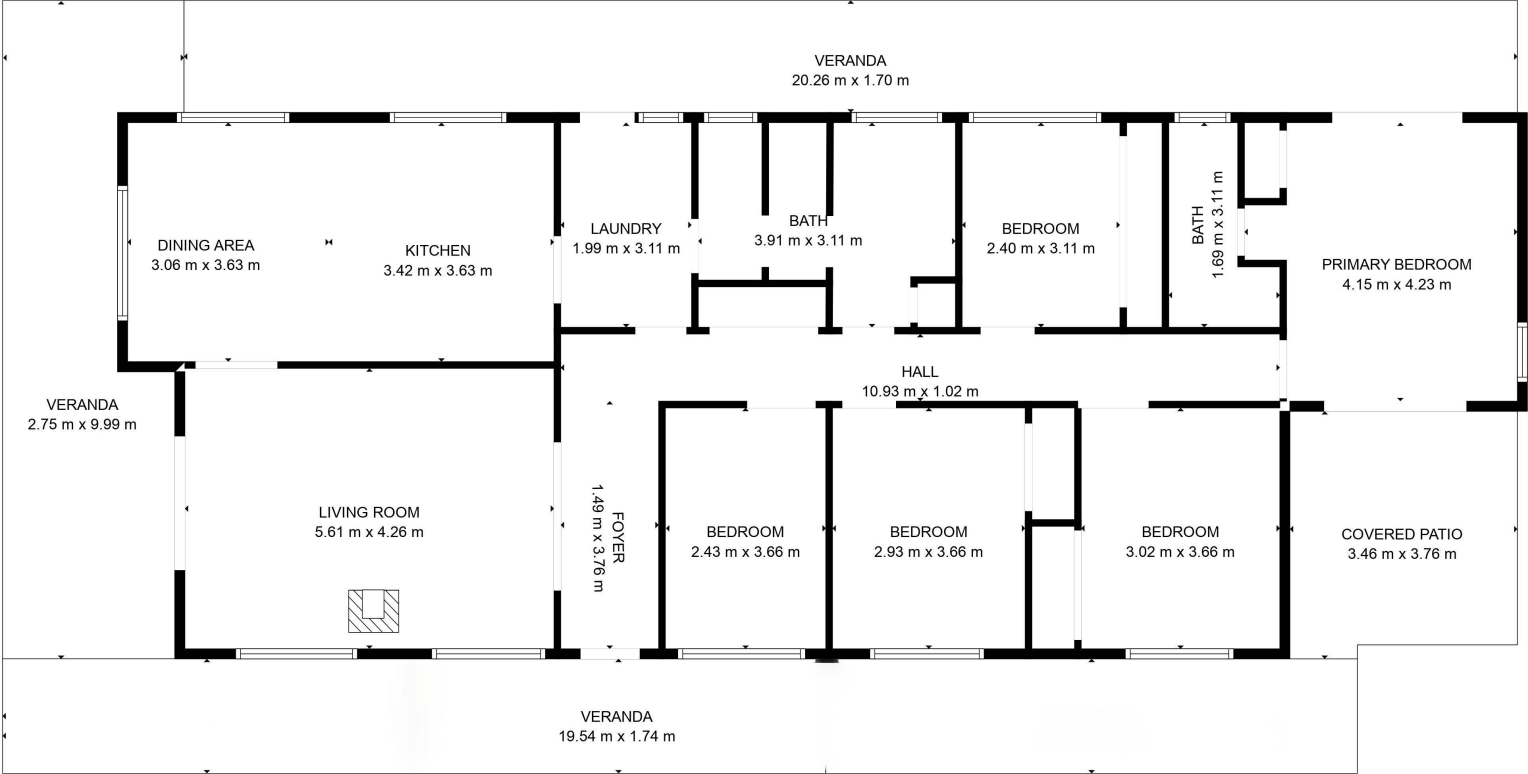 VERANDA
20.26 m x 1.70 m
DINING AREA
3.06 m x 3.63 m
KITCHEN
3.42 m x 3.63 m
LAUNDRY
1.99 m x 3.11 m
BATH
3.91 m x 3.11 m
BEDROOM
2.40 m x 3.11 m
BATH
1.69 m x 3.11 m
PRIMARY BEDROOM
4.15 m x 4.23 m
HALL
10.93 m x 1.02 m
VERANDA
2.75 m x 9.99 m
LIVING ROOM
5.61 m x 4.26 m
FOYER
1.49 m x 3.76 m
BEDROOM
2.43 m x 3.66 m
BEDROOM
2.93 m x 3.66 m
BEDROOM
3.02 m x 3.66 m
COVERED PATIO
3.46 m x 3.76 m
VERANDA
19.54 m x 1.74 m